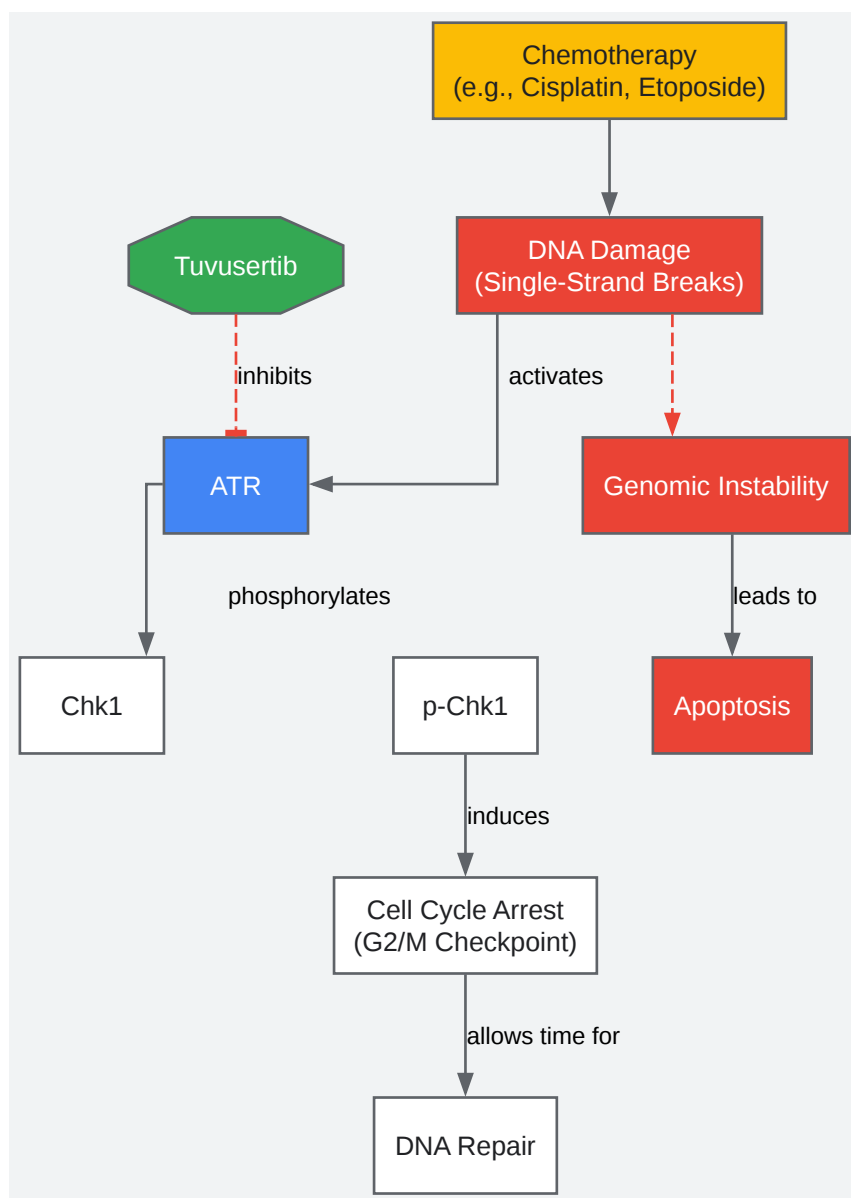 Chemotherapy
(e.g., Cisplatin, Etoposide)
Tuvusertib
DNA Damage
(Single-Strand Breaks)
inhibits
activates
ATR
Genomic Instability
phosphorylates
leads to
Chk1
p-Chk1
Apoptosis
induces
Cell Cycle Arrest
(G2/M Checkpoint)
allows time for
DNA Repair